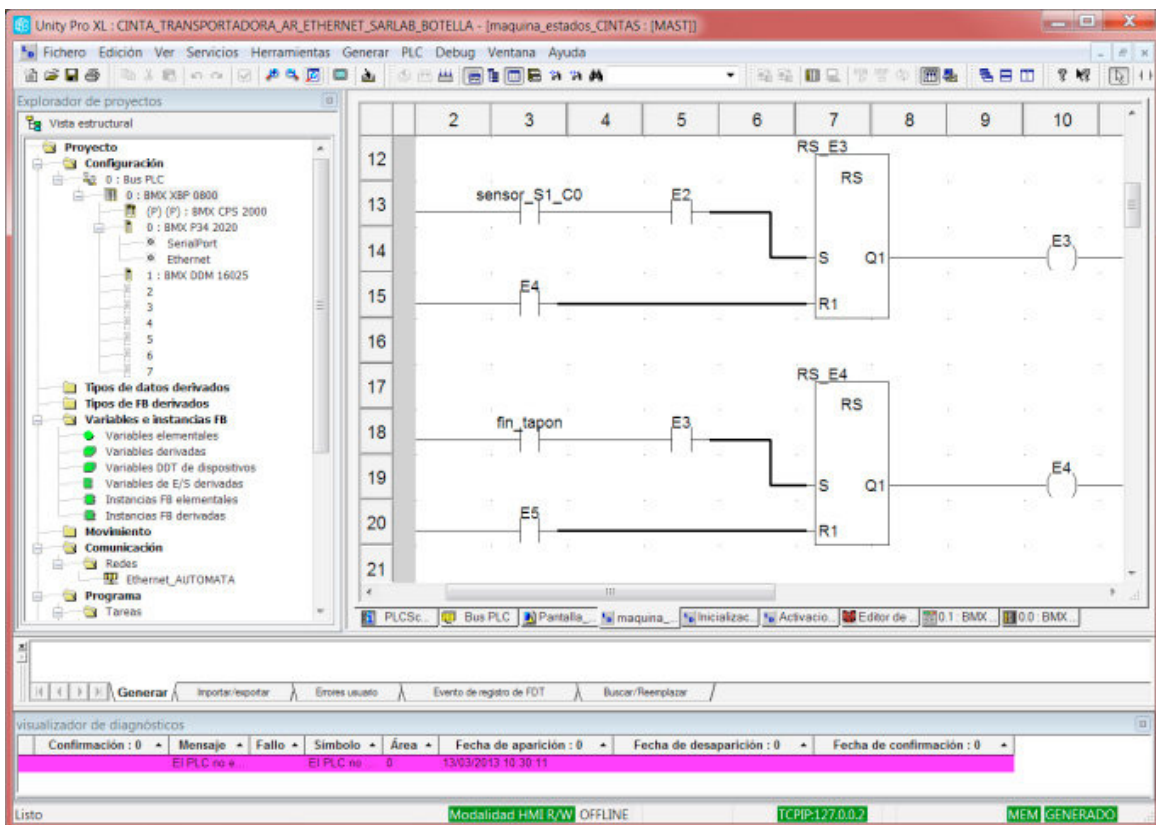 Unity Pro XL : CINTA_TRANSPORTADORA_AR_ETHERNET_SARLAB_BOTELLA - [maquina_estados_CINTAS : [MAST]]
Fichero Edición Ver Servicios Herramientas Generar PLC Debug Ventana Ayuda
Explorador de proyectos
Vista estructural
Proyecto
Configuración
0 : Bus PLC
0 : BMX XBP 0800
(P) (P) : BMX CPS 2000
0 : BMX P34 2020
SerialPort
Ethernet
1 : BMX DDM 16025
2
3
4
5
6
7
Tipos de datos derivados
Tipos de FB derivados
Variables e instancias FB
Variables elementales
Variables derivadas
Variables DDT de dispositivos
Variables de E/S derivadas
Instancias FB elementales
Instancias FB derivadas
Movimiento
Comunicación
Redes
Ethernet_AUTOMATA
Programa
Tareas
2 3 4 5 6 7 8 9 10
12 RS_E3
RS
13 sensor_S1_C0 E2
14 S Q1 E3
15 E4 R1
16
17 RS_E4
RS
18 fin_tapon E3
19 S Q1 E4
20 E5 R1
21
PLCSc... Bus PLC Pantalla_... maquina_... Inicializac... Activacio... Editor de ... 0.1 : BMX... 0.0 : BMX...
Generar Importar/exportar Errores usuario Evento de registro de FDT Buscar/Reemplazar
visualizador de diagnósticos
Confirmación : 0 Mensaje Fallo Símbolo Área Fecha de aparición : 0 Fecha de desaparición : 0 Fecha de confirmación : 0
El PLC no e... El PLC no ... 0 13/03/2013 10:30:11
Listo Modalidad HMI R/W OFFLINE TCPIP:127.0.0.2 MEM GENERADO